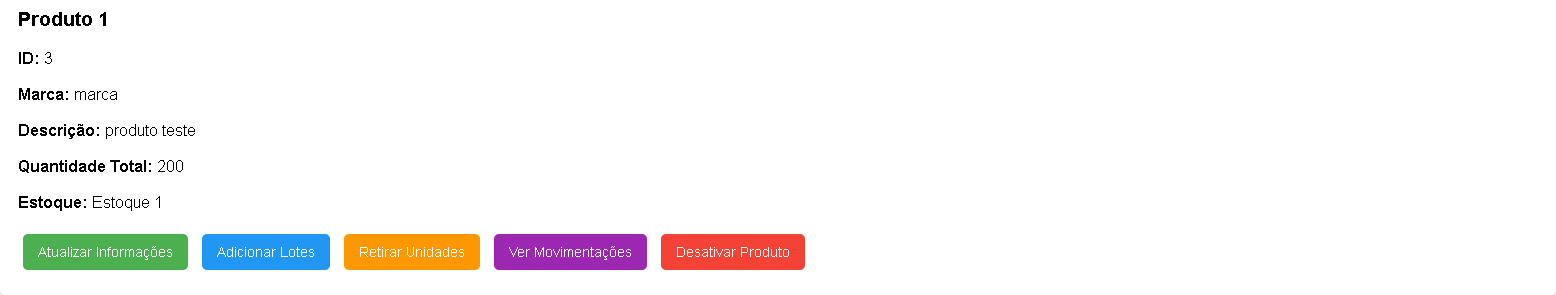 Produto 1
ID: 3
Marca: marca
Descrição: produto teste
Quantidade Total: 200
Estoque: Estoque 1
Atualizar Informações Adicionar Lotes Retirar Unidades Ver Movimentações Desativar Produto